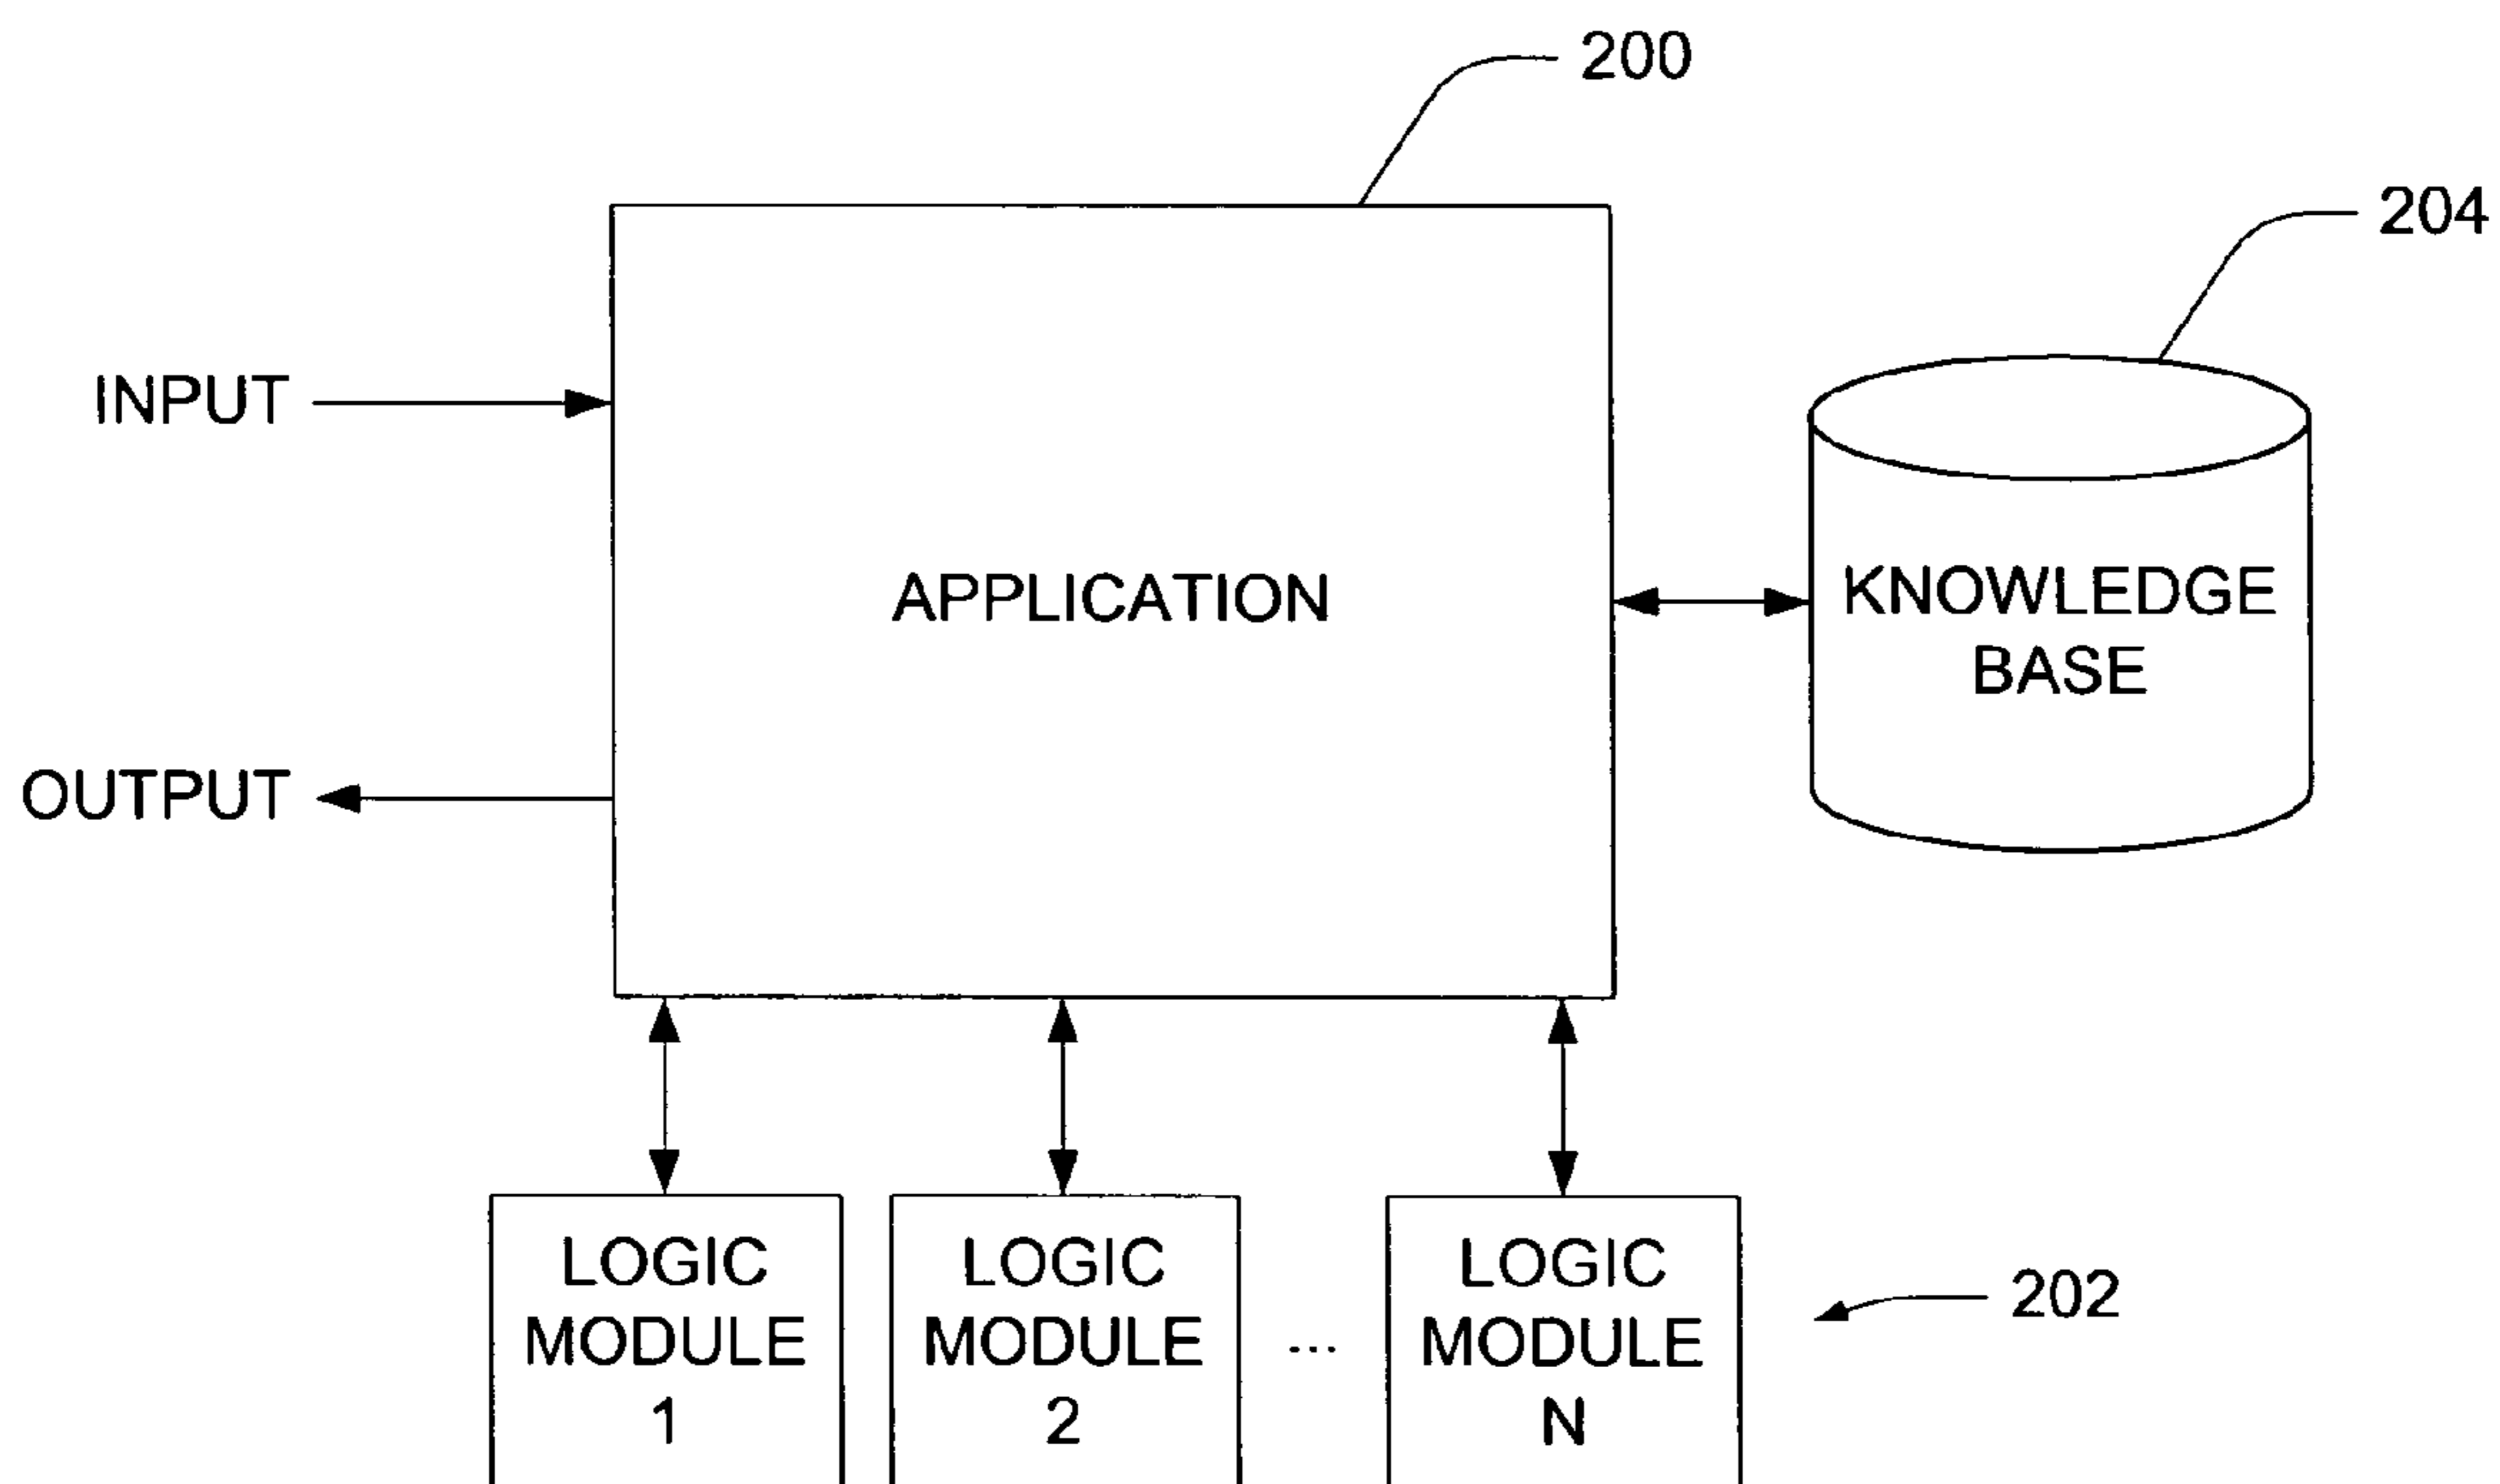 200
204
INPUT
APPLICATION
KNOWLEDGE
BASE
OUTPUT
LOGIC
MODULE
1
LOGIC
MODULE
2
...
LOGIC
MODULE
N
202